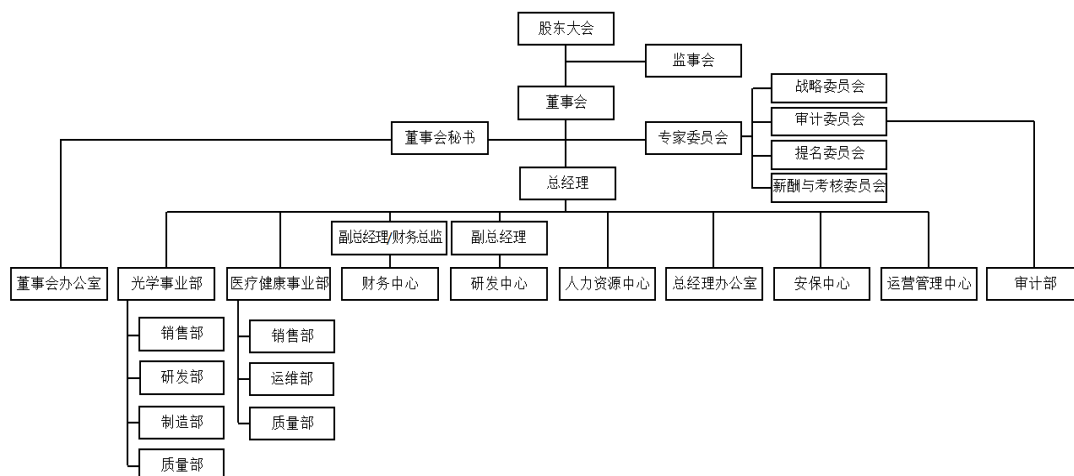 股东大会
监事会
董事会
战略委员会
审计委员会
董事会秘书
专家委员会
提名委员会
总经理
薪酬与考核委员会
副总经理/财务总监
副总经理
董事会办公室
光学事业部
医疗健康事业部
财务中心
研发中心
人力资源中心
总经理办公室
安保中心
运营管理中心
审计部
销售部
研发部
制造部
质量部
销售部
运维部
质量部